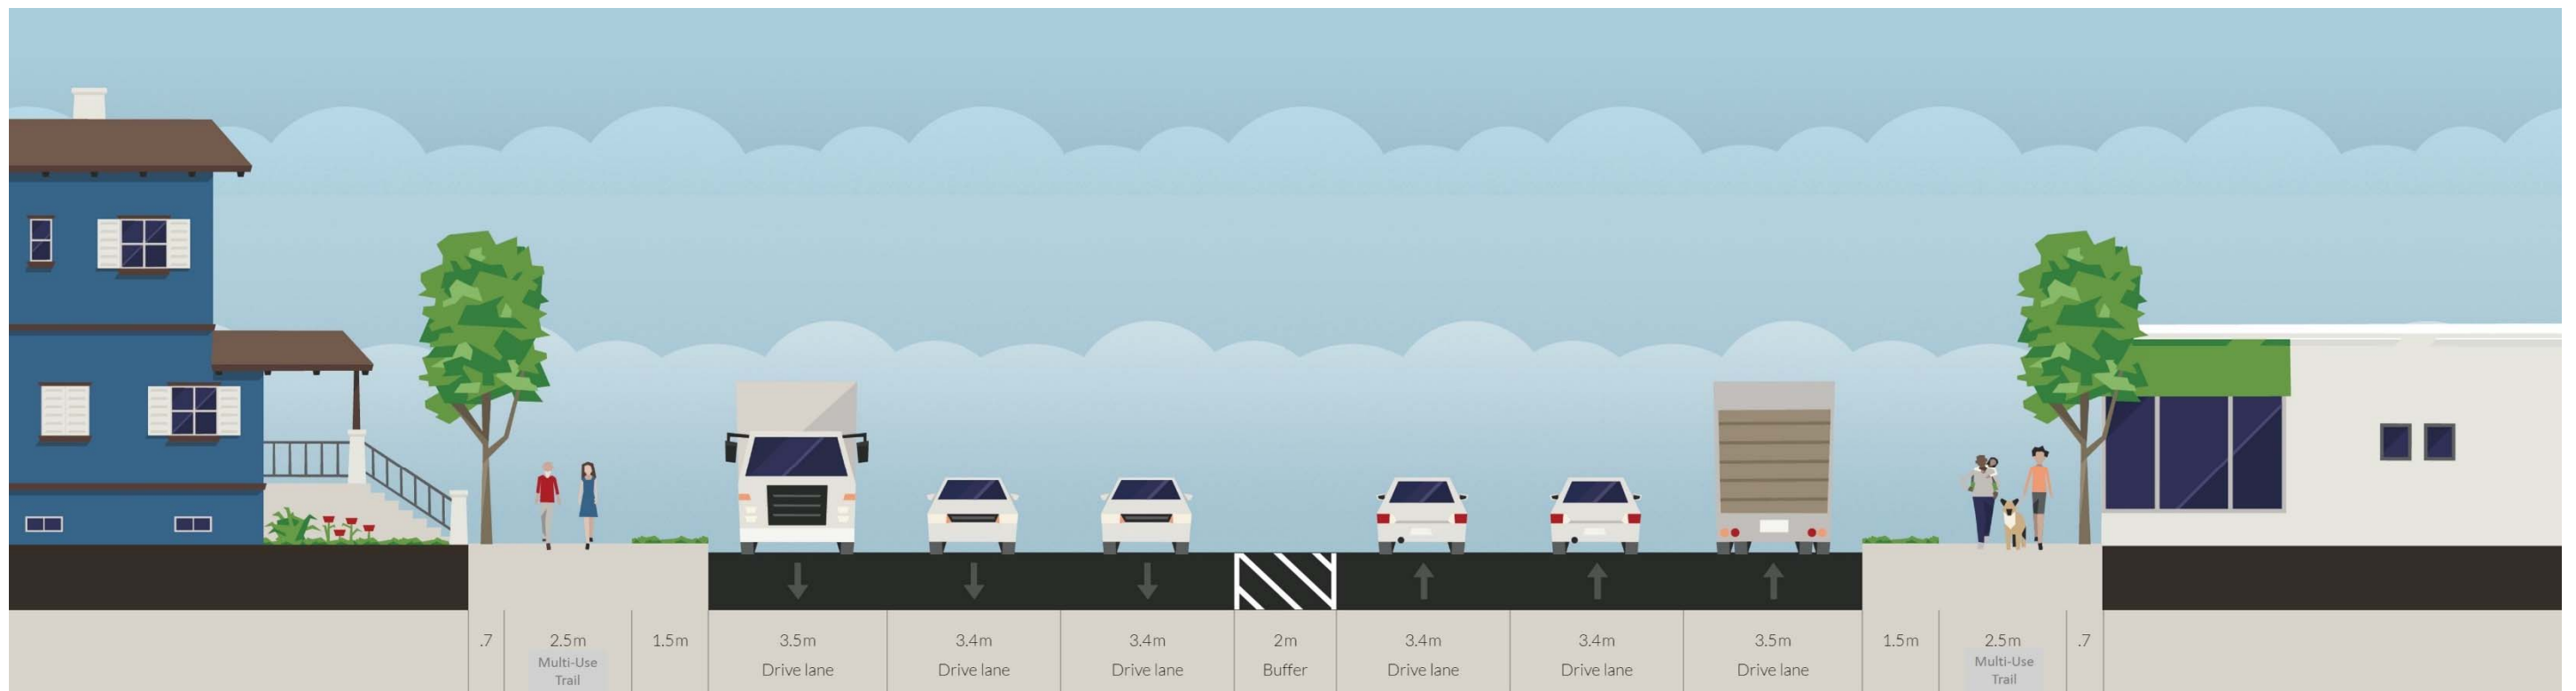 .7
2.5m
Multi-Use
Trail
1.5m
3.5m
Drive lane
3.4m
Drive lane
3.4m
Drive lane
2m
Buffer
3.4m
Drive lane
3.4m
Drive lane
3.5m
Drive lane
1.5m
2.5m
Multi-Use
Trail
.7